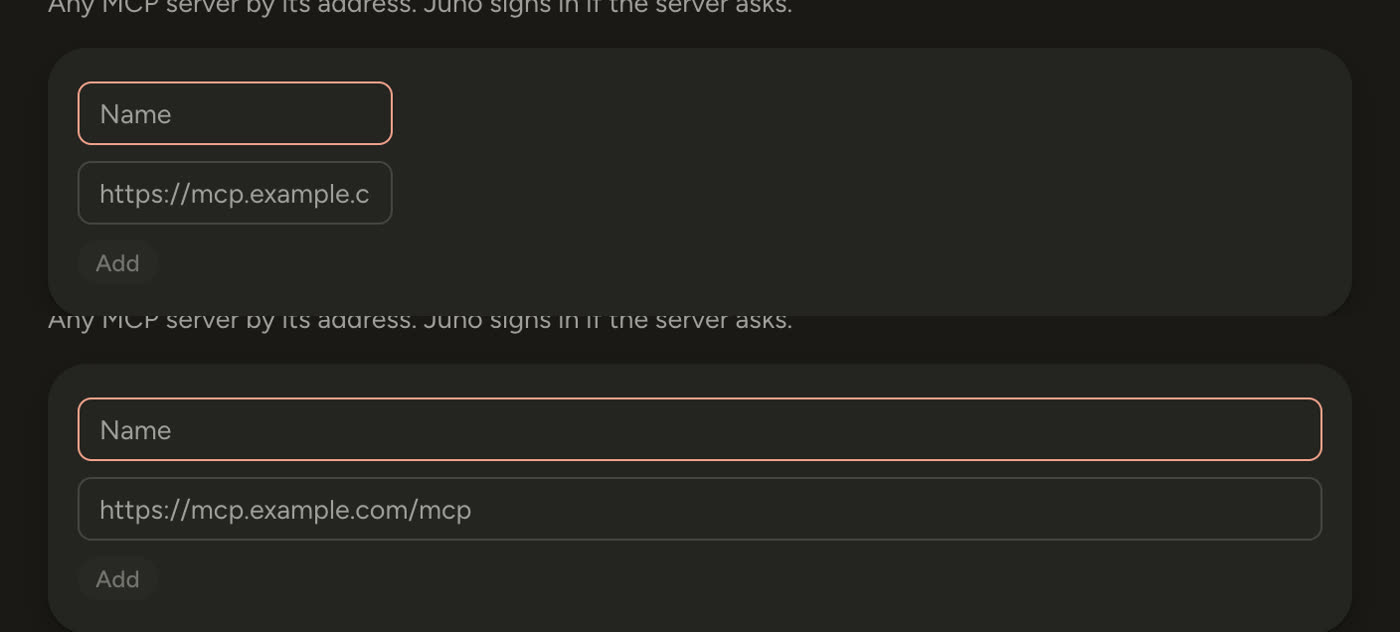 Any MCP server by its address. Juno signs in if the server asks.
Name
https://mcp.example.c
Add
Any MCP server by its address. Juno signs in if the server asks.
Name
https://mcp.example.com/mcp
Add